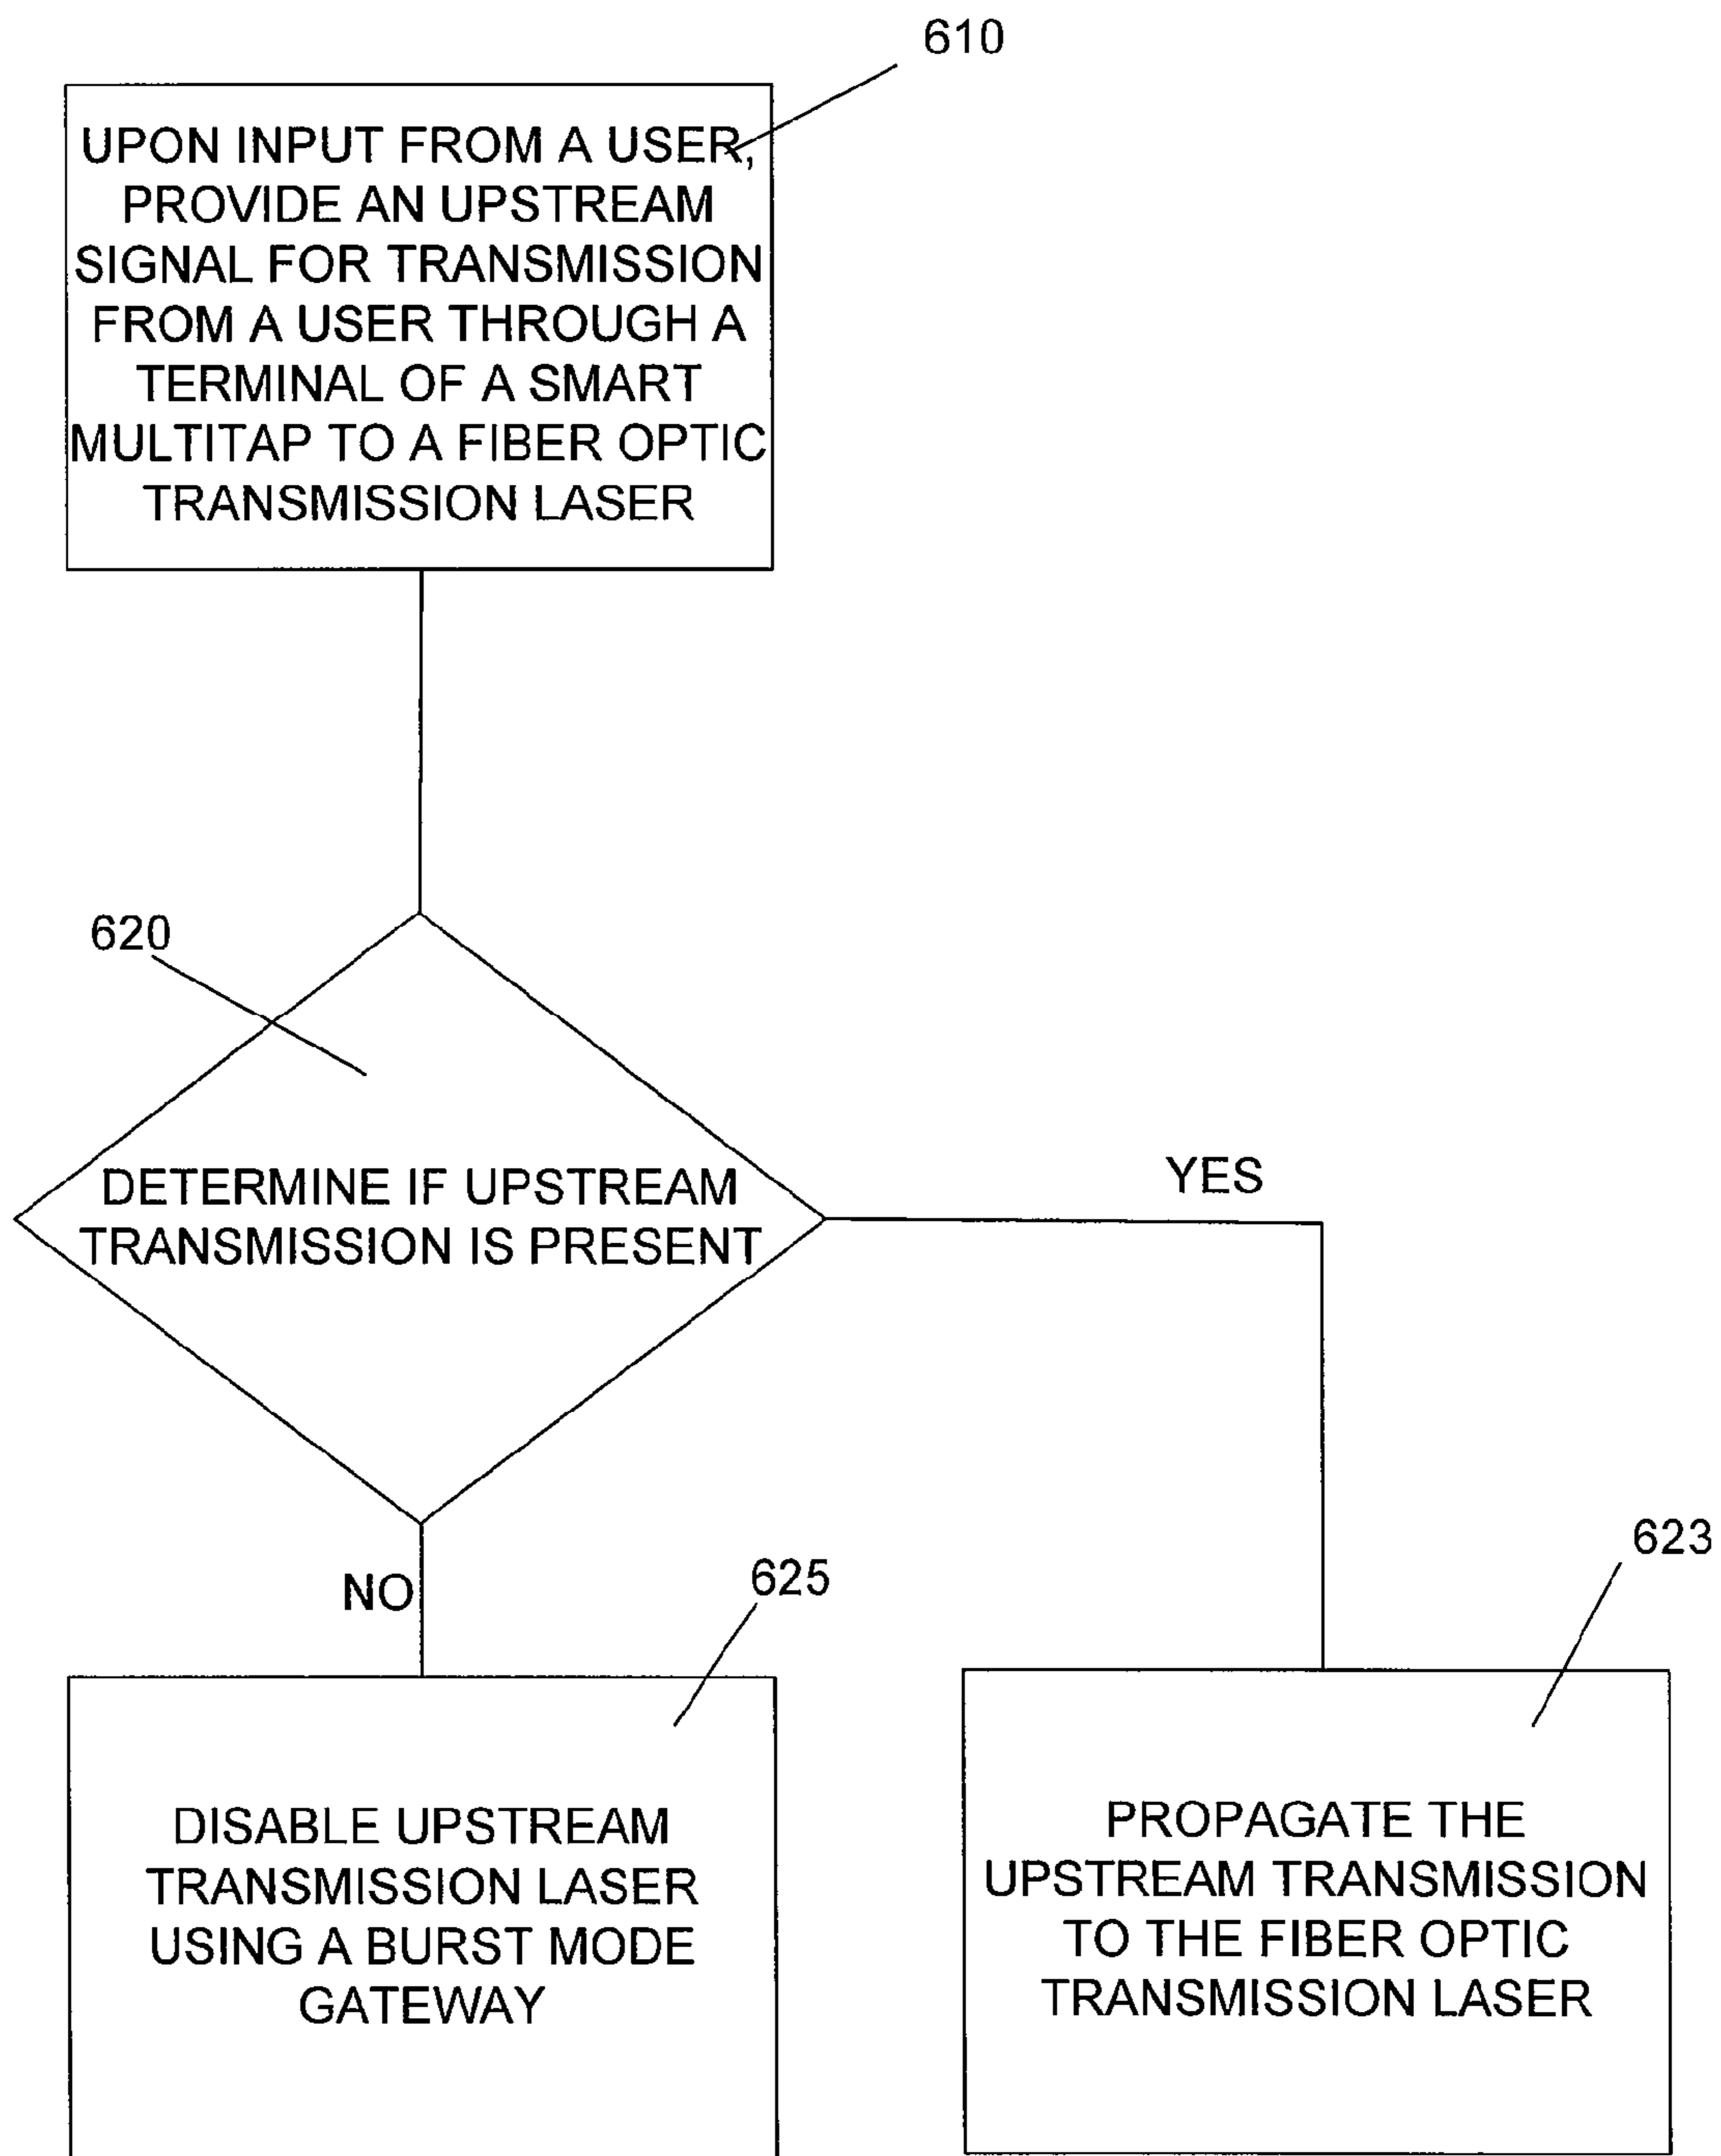 610
UPON INPUT FROM A USER,
PROVIDE AN UPSTREAM
SIGNAL FOR TRANSMISSION
FROM A USER THROUGH A
TERMINAL OF A SMART
MULTITAP TO A FIBER OPTIC
TRANSMISSION LASER
620
DETERMINE IF UPSTREAM
TRANSMISSION IS PRESENT
YES
NO
625
623
DISABLE UPSTREAM
TRANSMISSION LASER
USING A BURST MODE
GATEWAY
PROPAGATE THE
UPSTREAM TRANSMISSION
TO THE FIBER OPTIC
TRANSMISSION LASER